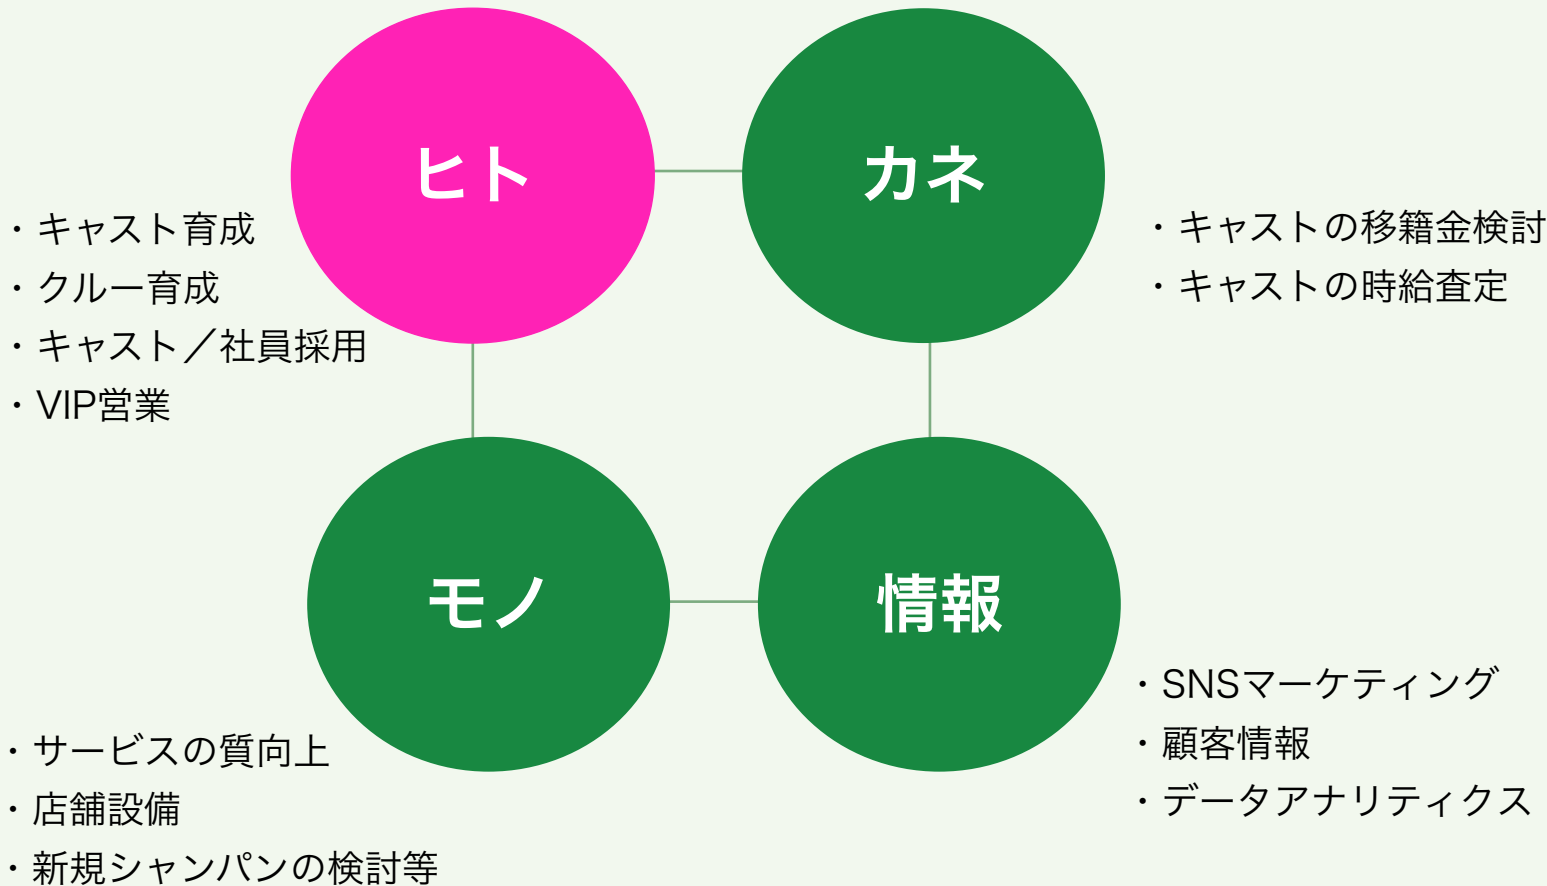 ヒト
・キャスト育成
・クルー育成
・キャスト／社員採用
・VIP営業
カネ
・キャストの移籍金検討
・キャストの時給査定
モノ
・サービスの質向上
・店舗設備
・新規シャンパンの検討等
情報
・SNSマーケティング
・顧客情報
・データアナリティクス